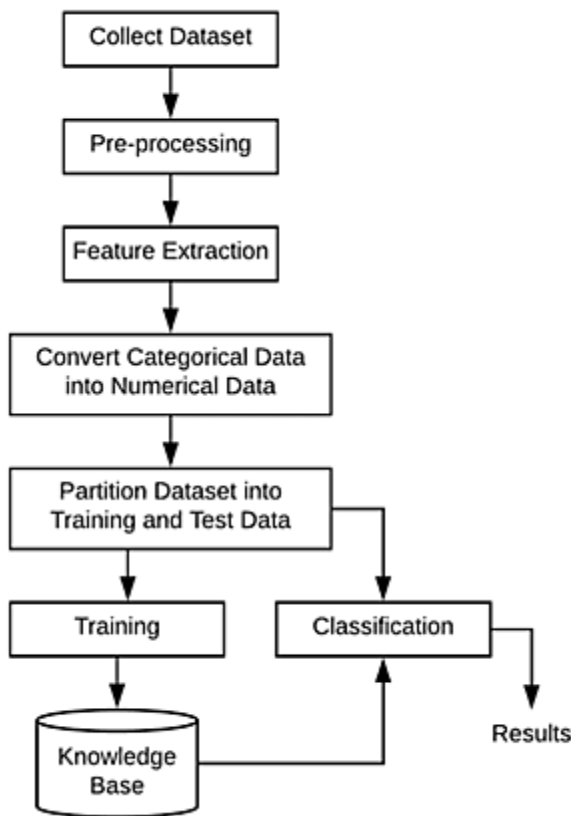 Collect Dataset
Pre-processing
Feature Extraction
Convert Categorical Data
into Numerical Data
Partition Dataset into
Training and Test Data
Training
Classification
Knowledge
Base
Results